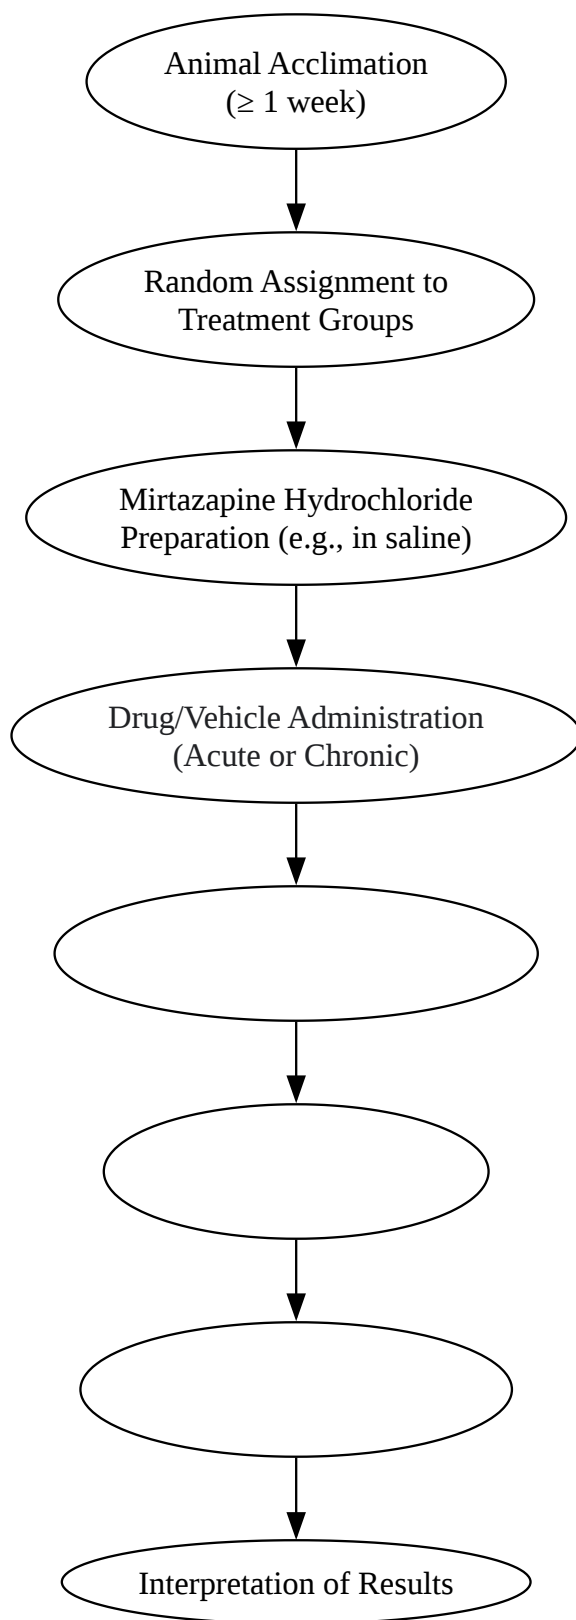 Animal Acclimation
(≥ 1 week)
Random Assignment to
Treatment Groups
Mirtazapine Hydrochloride
Preparation (e.g., in saline)
Drug/Vehicle Administration
(Acute or Chronic)
Interpretation of Results